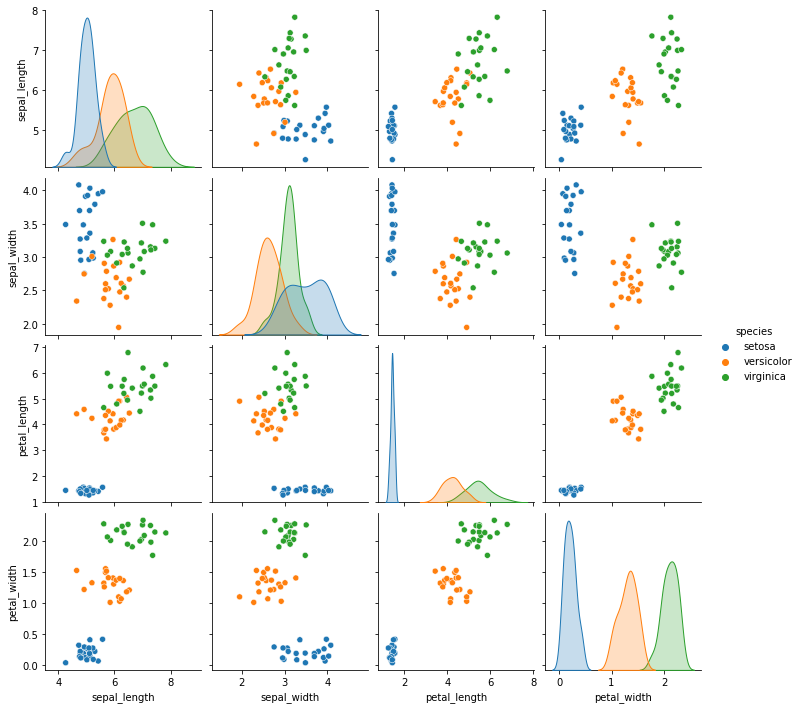 8
7
6
5
sepal_length
4.0
3.5
3.0
2.5
2.0
sepal_width
species
setosa
versicolor
virginica
7
6
5
4
3
2
1
petal_length
2.0
1.5
1.0
0.5
0.0
petal_width
4 6 8 2 3 4 2 4 6 8 0 1 2
sepal_length sepal_width petal_length petal_width